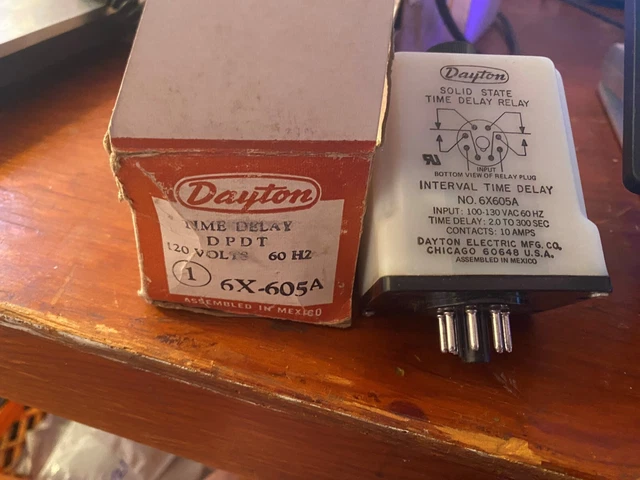 Dayton
TIME DELAY
DPDT
120 VOLTS 60 HZ
1 6X-605A
ASSEMBLED IN MEXICO
Dayton
SOLID STATE
TIME DELAY RELAY
INPUT
BOTTOM VIEW OF RELAY PLUG
INTERVAL TIME DELAY
NO. 6X605A
INPUT: 100-130 VAC 60 HZ
TIME DELAY: 2.0 TO 300 SEC
CONTACTS: 10 AMPS
DAYTON ELECTRIC MFG. CO.
CHICAGO 60648 U.S.A.
ASSEMBLED IN MEXICO